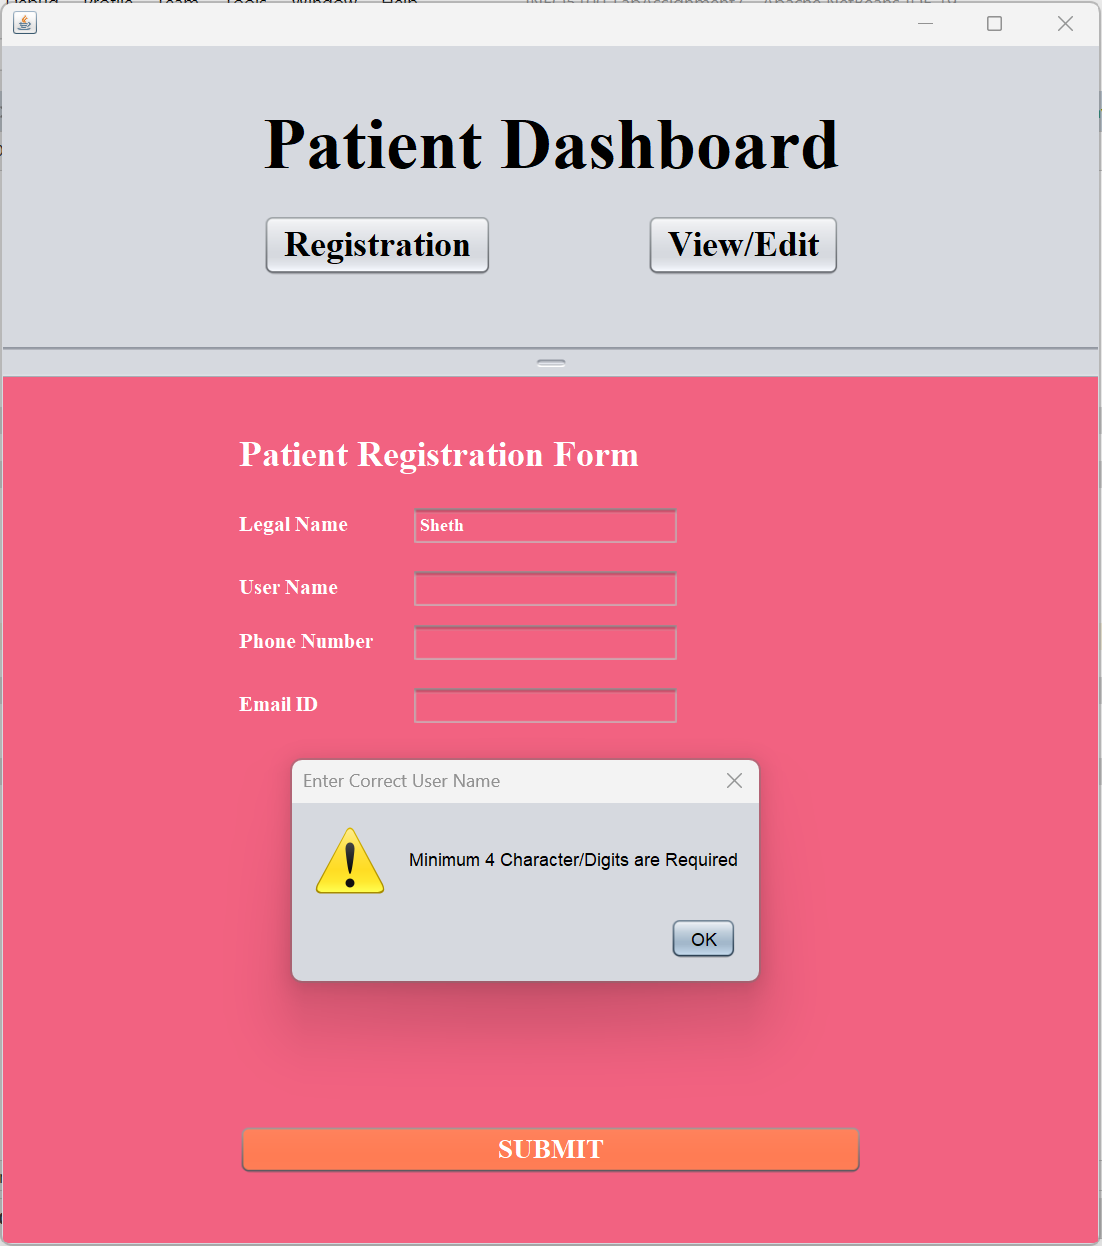 Patient Dashboard
Registration View/Edit
Patient Registration Form
Legal Name Sheth
User Name
Phone Number
Email ID
Enter Correct User Name
Minimum 4 Character/Digits are Required
OK
SUBMIT